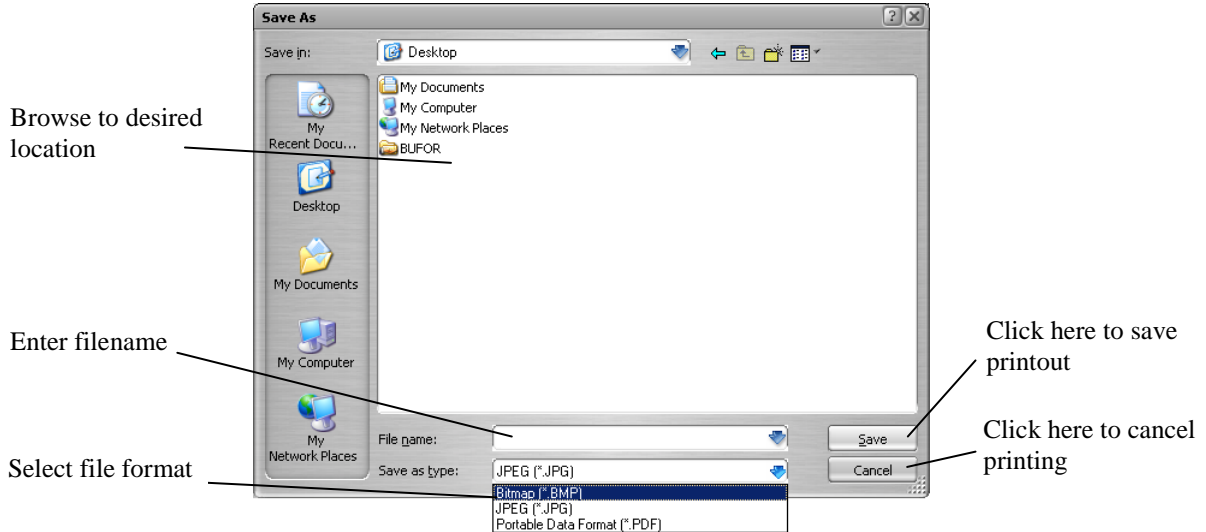 Save As
Save in:
Desktop
My Documents
My Computer
My Network Places
BUFOR
My
Recent Docu...
Desktop
My Documents
My Computer
My
Network Places
File name:
Save
Save as type:
JPEG (*.JPG)
Cancel
Bitmap (*.BMP)
JPEG (*.JPG)
Portable Data Format (*.PDF)
Browse to desired
location
Enter filename
Select file format
Click here to save
printout
Click here to cancel
printing